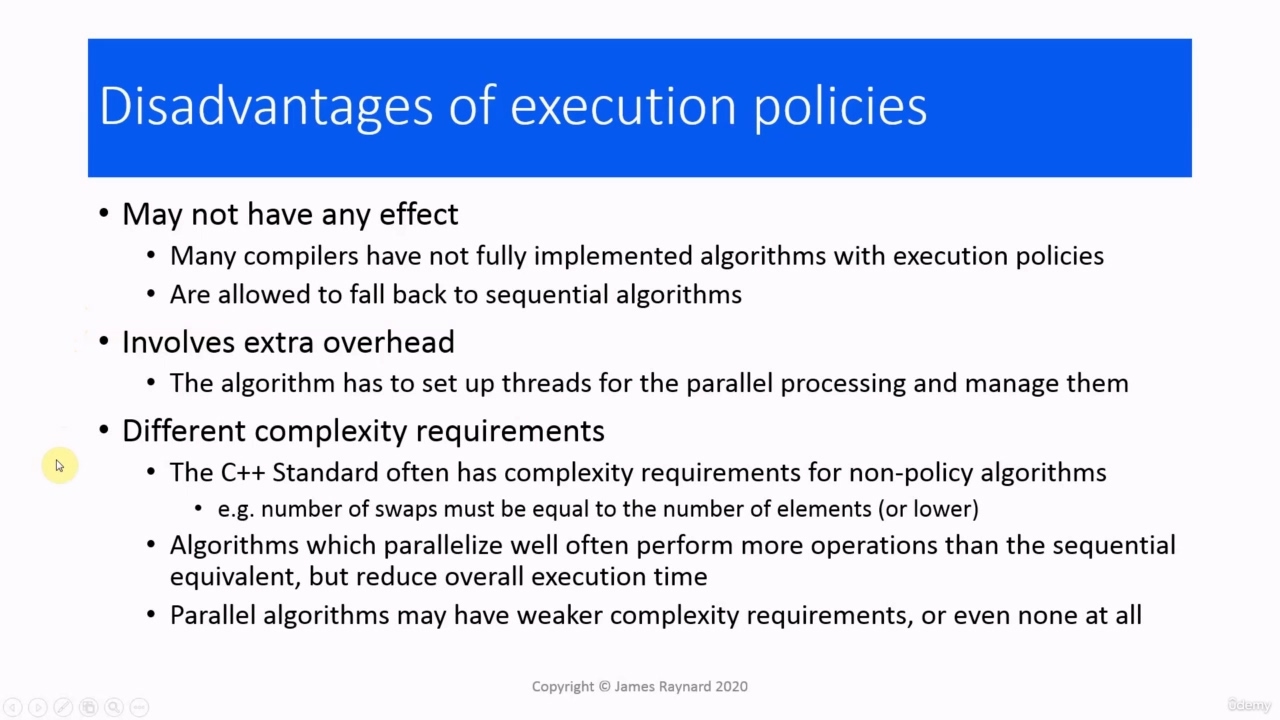 Disadvantages of execution policies
• May not have any effect
• Many compilers have not fully implemented algorithms with execution policies
• Are allowed to fall back to sequential algorithms
• Involves extra overhead
• The algorithm has to set up threads for the parallel processing and manage them
• Different complexity requirements
• The C++ Standard often has complexity requirements for non-policy algorithms
• e.g. number of swaps must be equal to the number of elements (or lower)
• Algorithms which parallelize well often perform more operations than the sequential
equivalent, but reduce overall execution time
• Parallel algorithms may have weaker complexity requirements, or even none at all
Copyright © James Raynard 2020
ûdemy